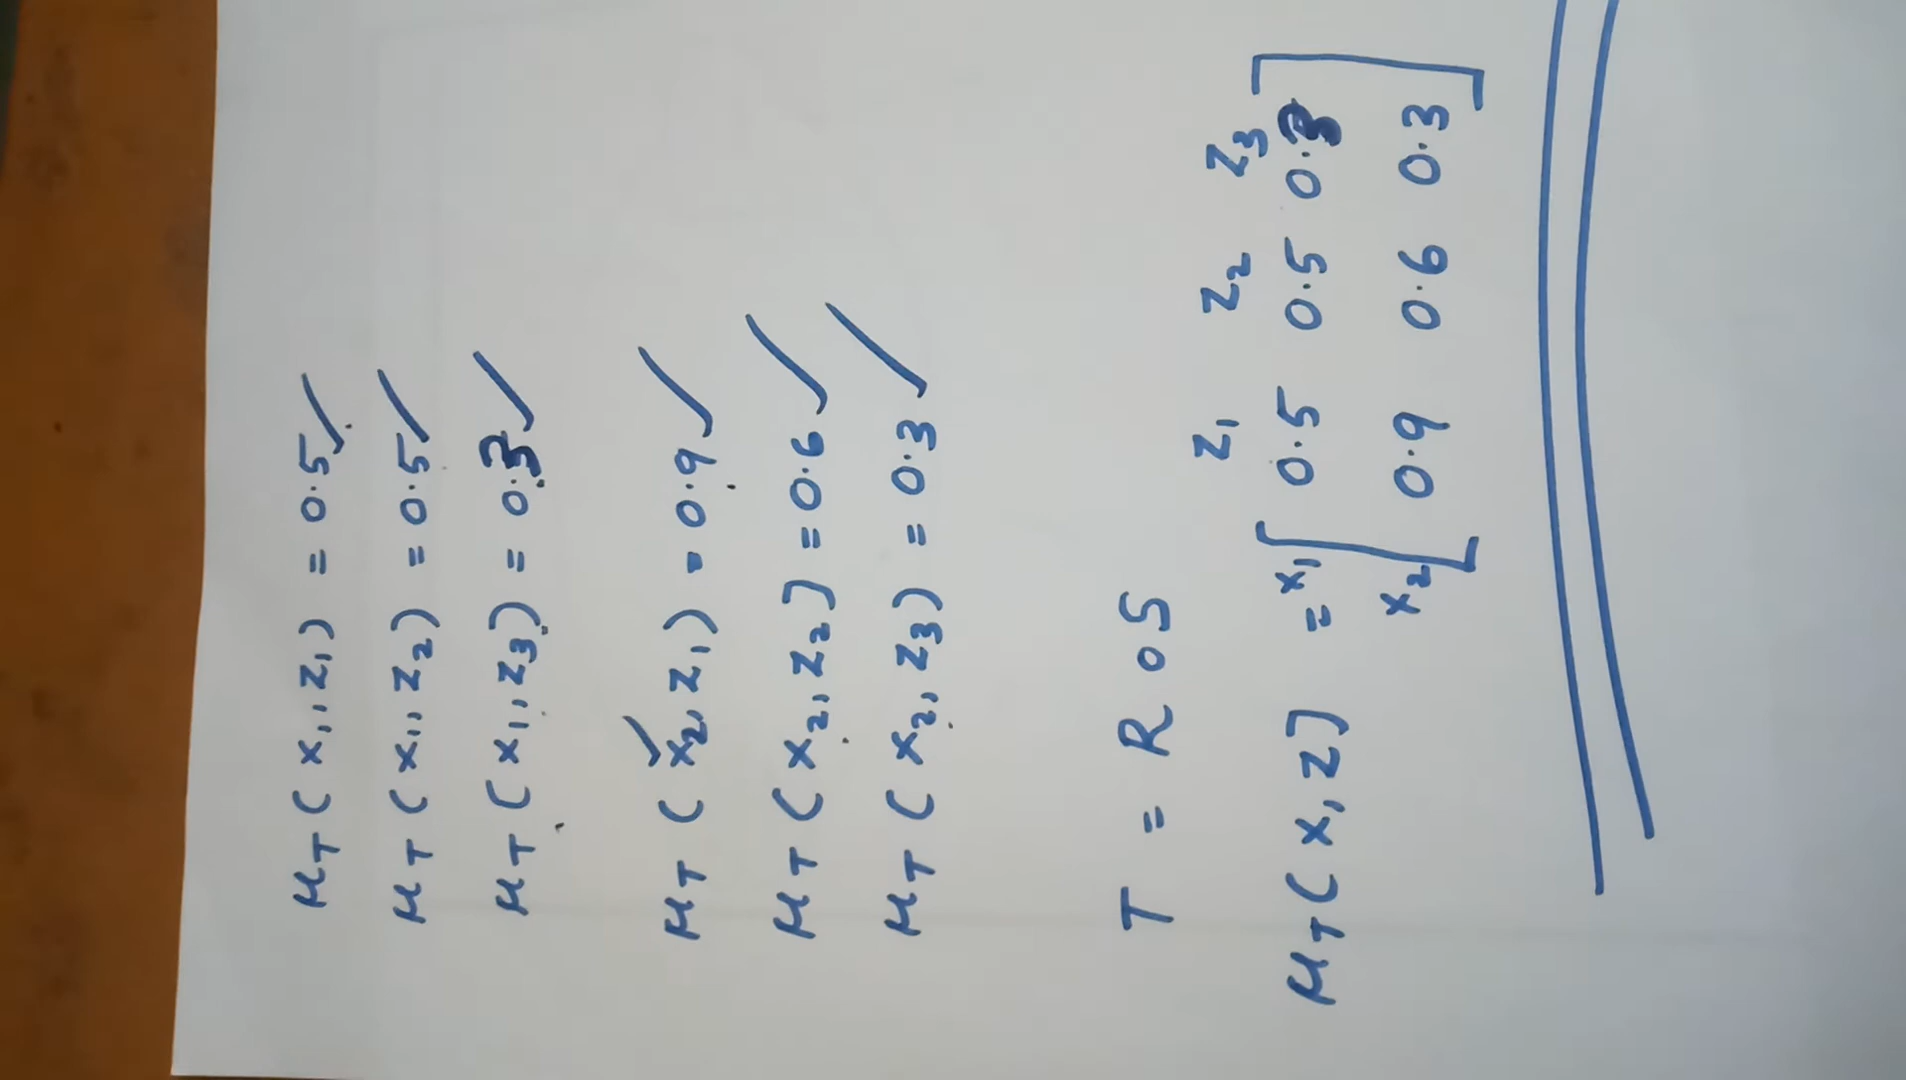 μT(x1,z1) = 0.5 ✓
μT(x1,z2) = 0.5 ✓
μT(x1,z3) = 0.3 ✓
μT(x2,z1) = 0.9 ✓
μT(x2,z2] = 0.6 ✓
μT(x2,z3) = 0.3 ✓
T = R o S
z1 z2 z3
μT(x,z] = x1 [ 0.5 0.5 0.3
x2 0.9 0.6 0.3 ]